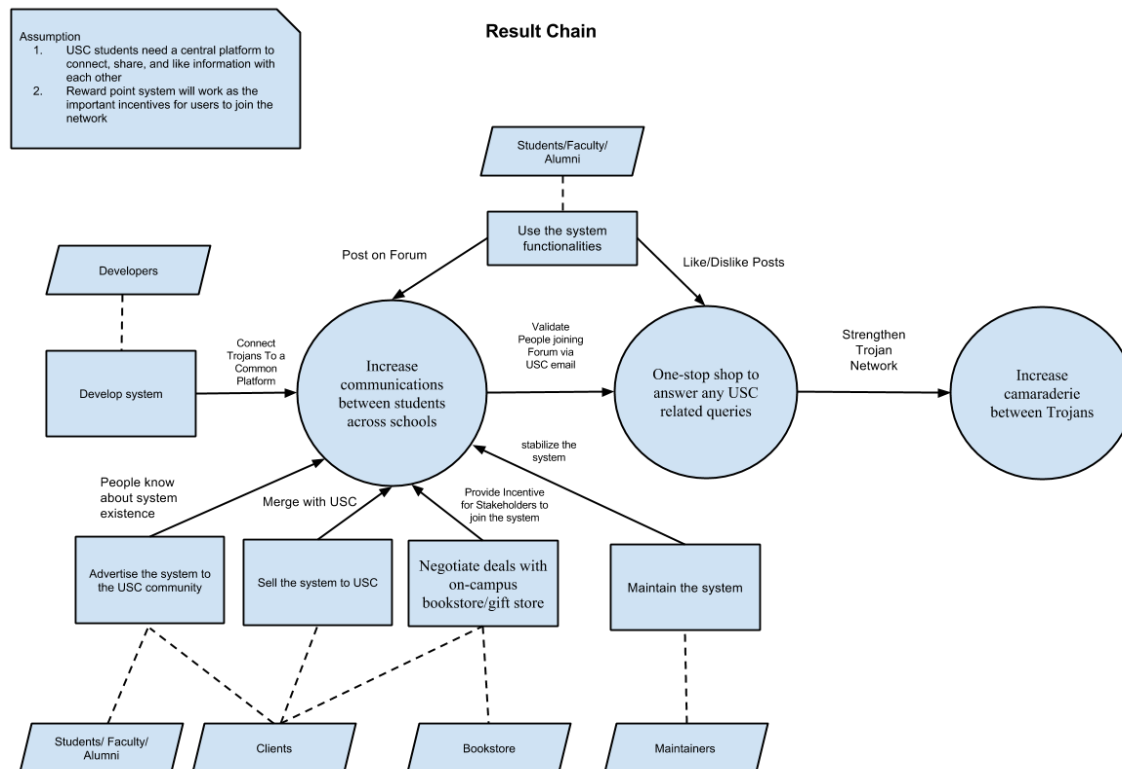 Result Chain
Assumption
1. USC students need a central platform to
connect, share, and like information with
each other
2. Reward point system will work as the
important incentives for users to join the
network
Students/Faculty/
Alumni
Use the system
functionalities
Post on Forum
Like/Dislike Posts
Developers
Develop system
Connect
Trojans To a
Common
Platform
Increase
communications
between students
across schools
Validate
People joining
Forum via
USC email
One-stop shop to
answer any USC
related queries
Strengthen
Trojan
Network
Increase
camaraderie
between Trojans
People know
about system
existence
Merge with USC
Provide Incentive
for Stakeholders to
join the system
stabilize the
system
Advertise the system to
the USC community
Sell the system to USC
Negotiate deals with
on-campus
bookstore/gift store
Maintain the system
Students/ Faculty/
Alumni
Clients
Bookstore
Maintainers